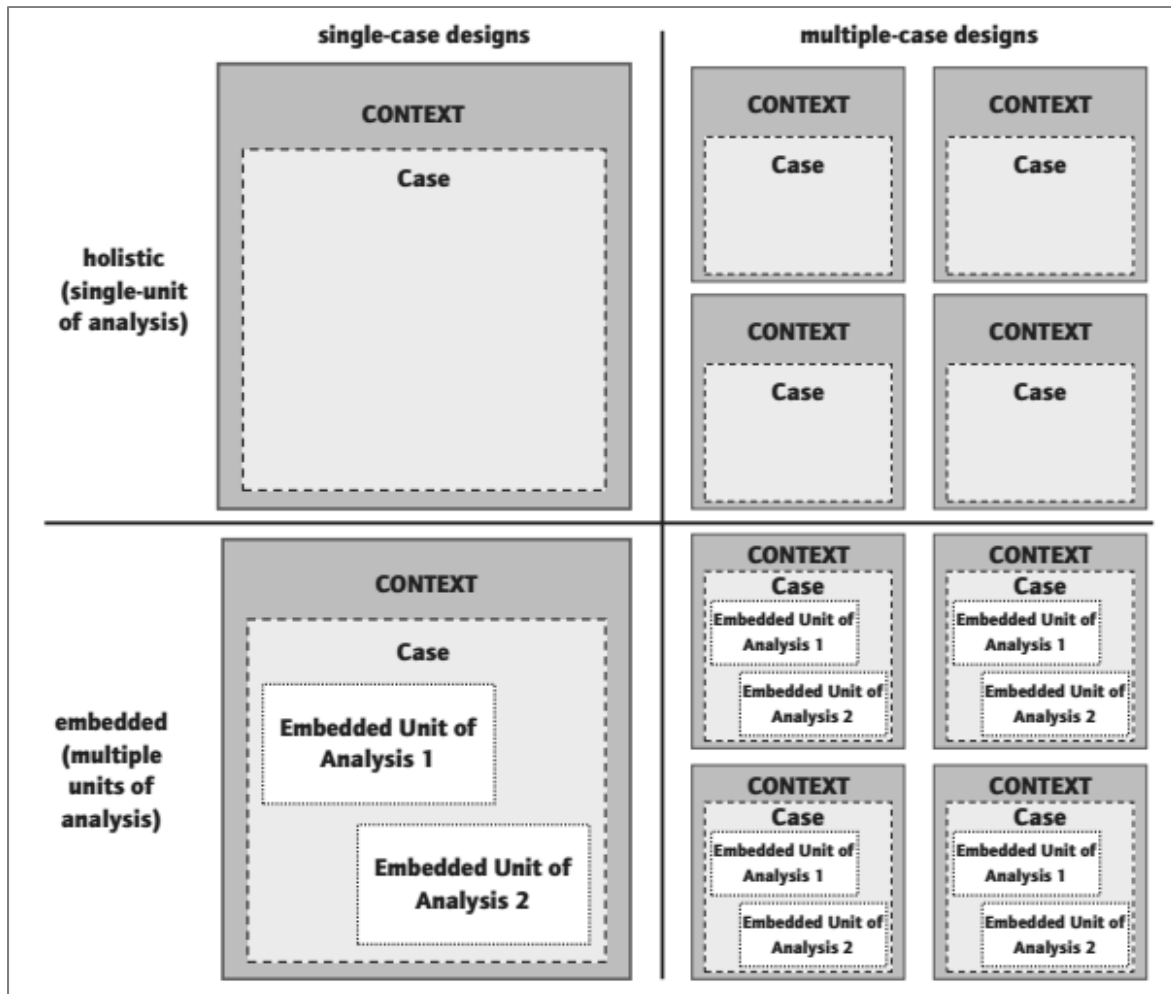 single-case designs
multiple-case designs
holistic
(single-unit
of analysis)
CONTEXT
Case
CONTEXT
Case
CONTEXT
Case
CONTEXT
Case
CONTEXT
Case
embedded
(multiple
units of
analysis)
CONTEXT
Case
Embedded Unit of
Analysis 1
Embedded Unit of
Analysis 2
CONTEXT
Case
Embedded Unit of
Analysis 1
Embedded Unit of
Analysis 2
CONTEXT
Case
Embedded Unit of
Analysis 1
Embedded Unit of
Analysis 2
CONTEXT
Case
Embedded Unit of
Analysis 1
Embedded Unit of
Analysis 2
CONTEXT
Case
Embedded Unit of
Analysis 1
Embedded Unit of
Analysis 2